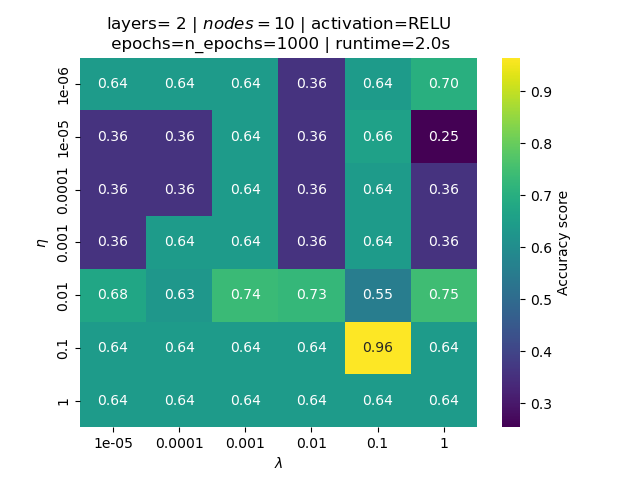 layers= 2 | nodes = 10 | activation=RELU
epochs=n_epochs=1000 | runtime=2.0s
1e-06 0.64 0.64 0.64 0.36 0.64 0.70
1e-05 0.36 0.36 0.64 0.36 0.66 0.25
0.0001 0.36 0.36 0.64 0.36 0.64 0.36
0.001 0.36 0.64 0.64 0.36 0.64 0.36
0.01 0.68 0.63 0.74 0.73 0.55 0.75
0.1 0.64 0.64 0.64 0.64 0.96 0.64
1 0.64 0.64 0.64 0.64 0.64 0.64
1e-05 0.0001 0.001 0.01 0.1 1
λ
η
0.9
0.8
0.7
0.6
0.5
0.4
0.3
Accuracy score